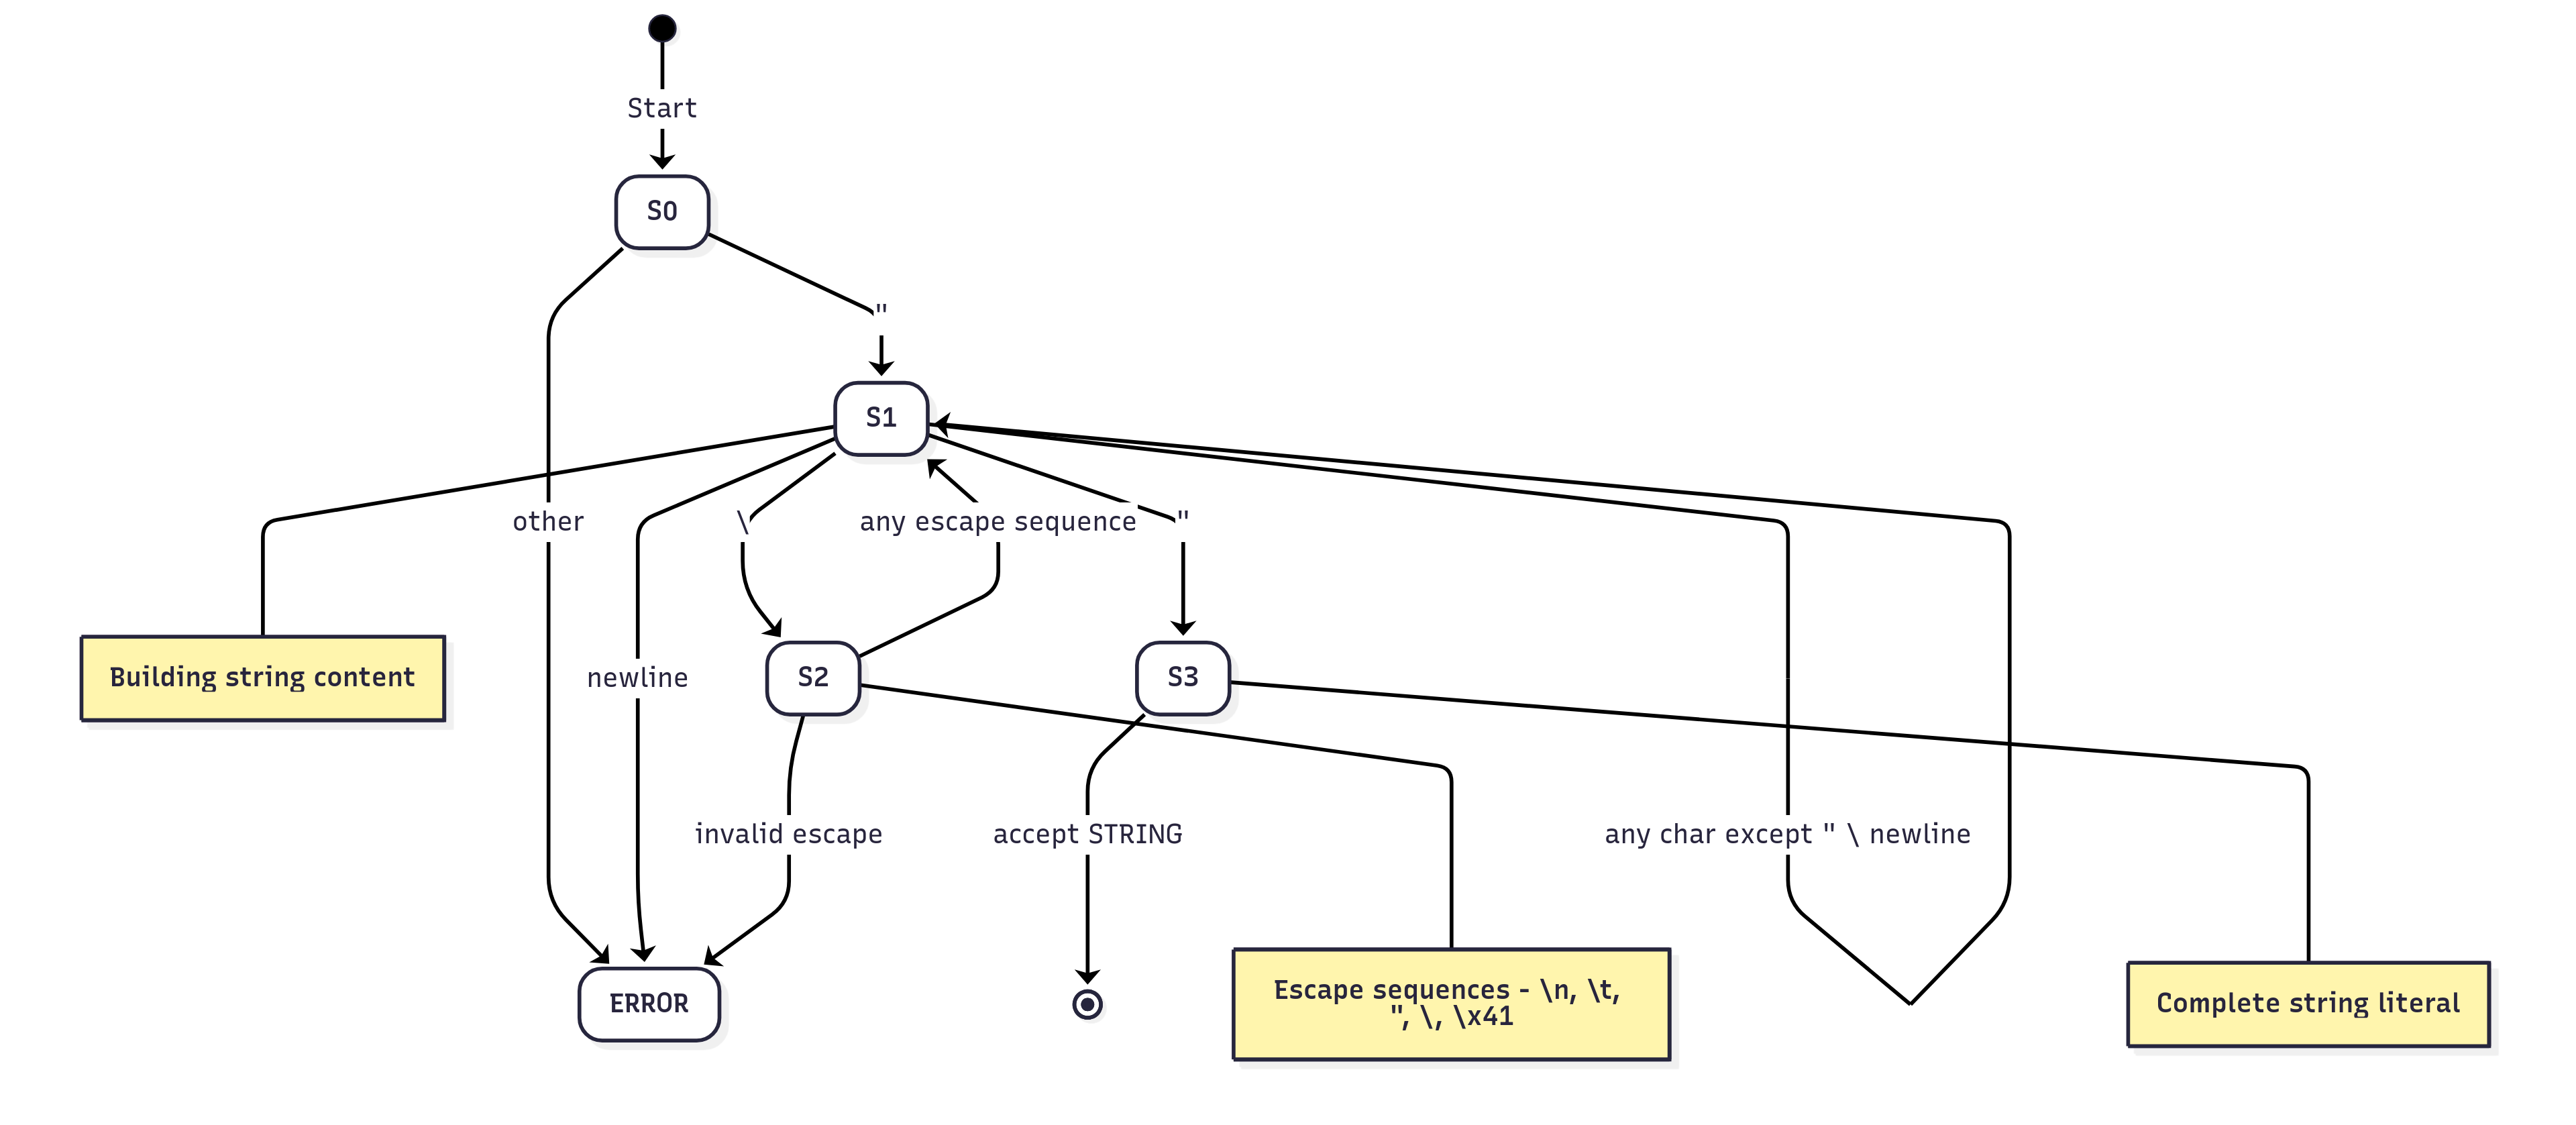 Start
S0
"
S1
other
\
any escape sequence
"
Building string content
newline
S2
S3
invalid escape
accept STRING
any char except " \ newline
ERROR
Escape sequences - \n, \t,
", \, \x41
Complete string literal